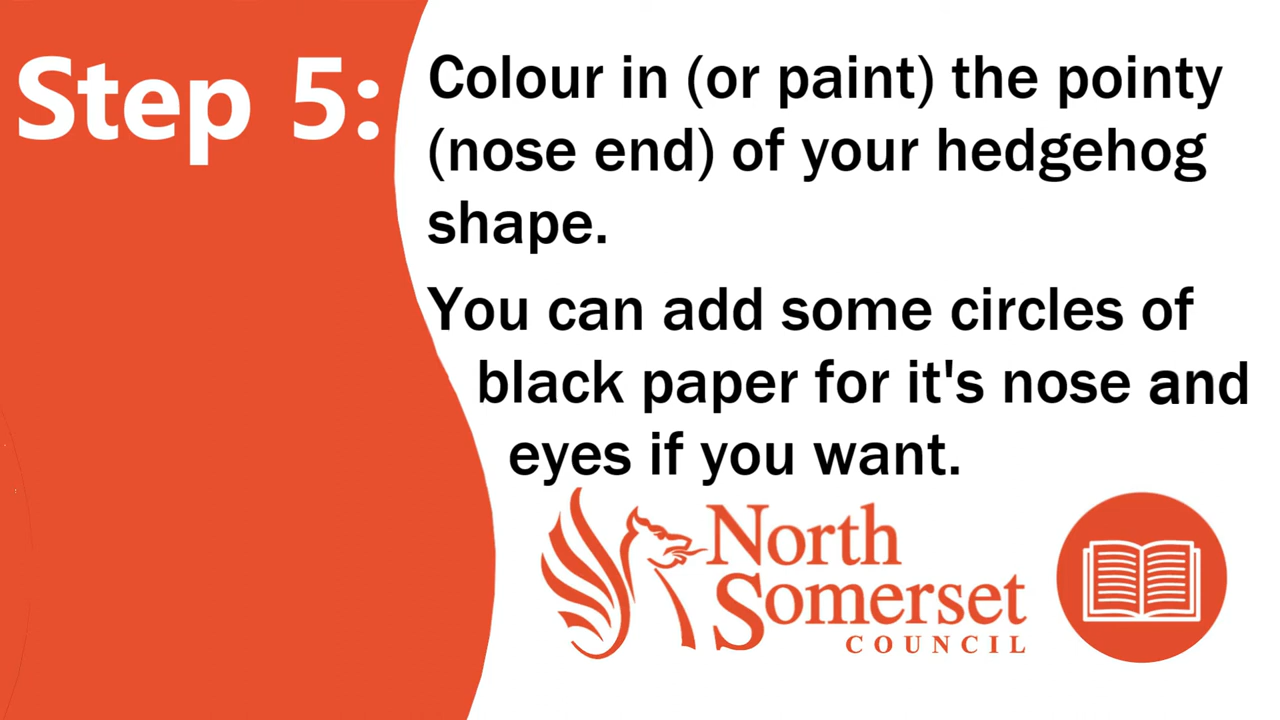 Step 5:
Colour in (or paint) the pointy
(nose end) of your hedgehog
shape.
You can add some circles of
black paper for it's nose and
eyes if you want.
North
Somerset
COUNCIL